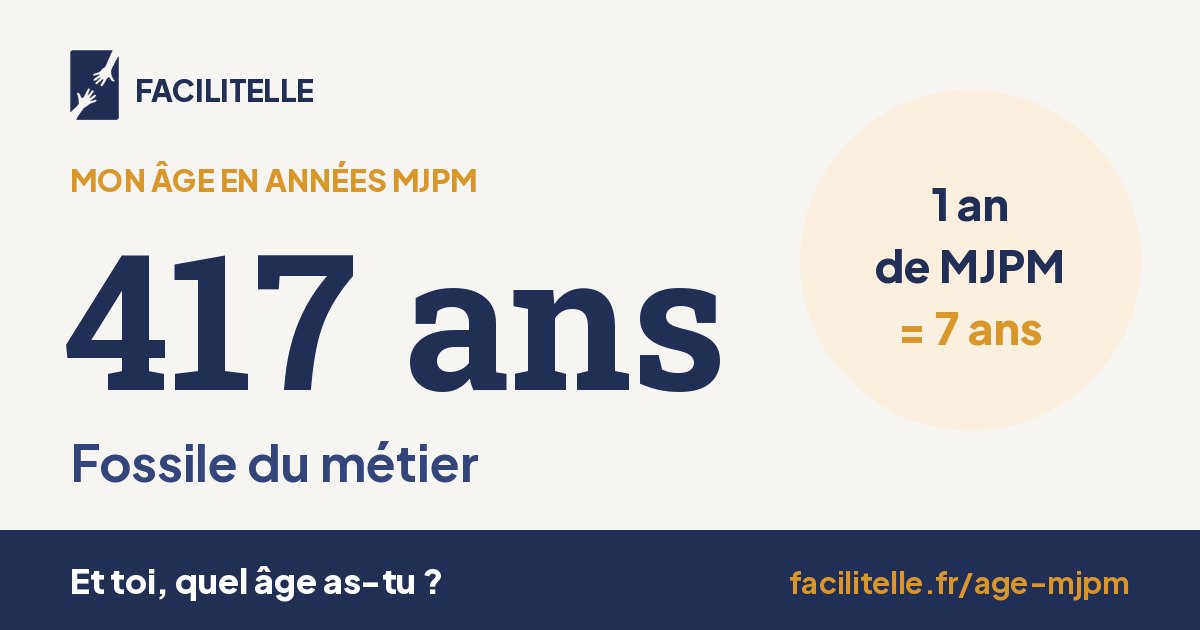 FACILITELLE
MON ÂGE EN ANNÉES MJPM
417 ans
Fossile du métier
1 an
de MJPM
= 7 ans
Et toi, quel âge as-tu ?
facilitelle.fr/age-mjpm